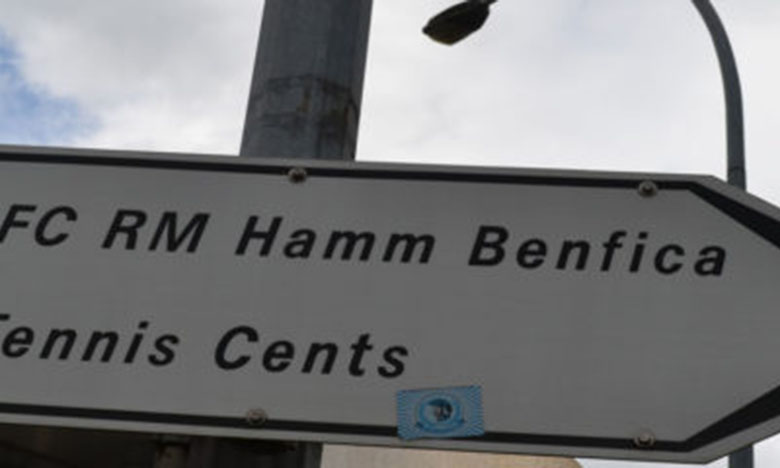 FC RM Hamm Benfica
Tennis Cents